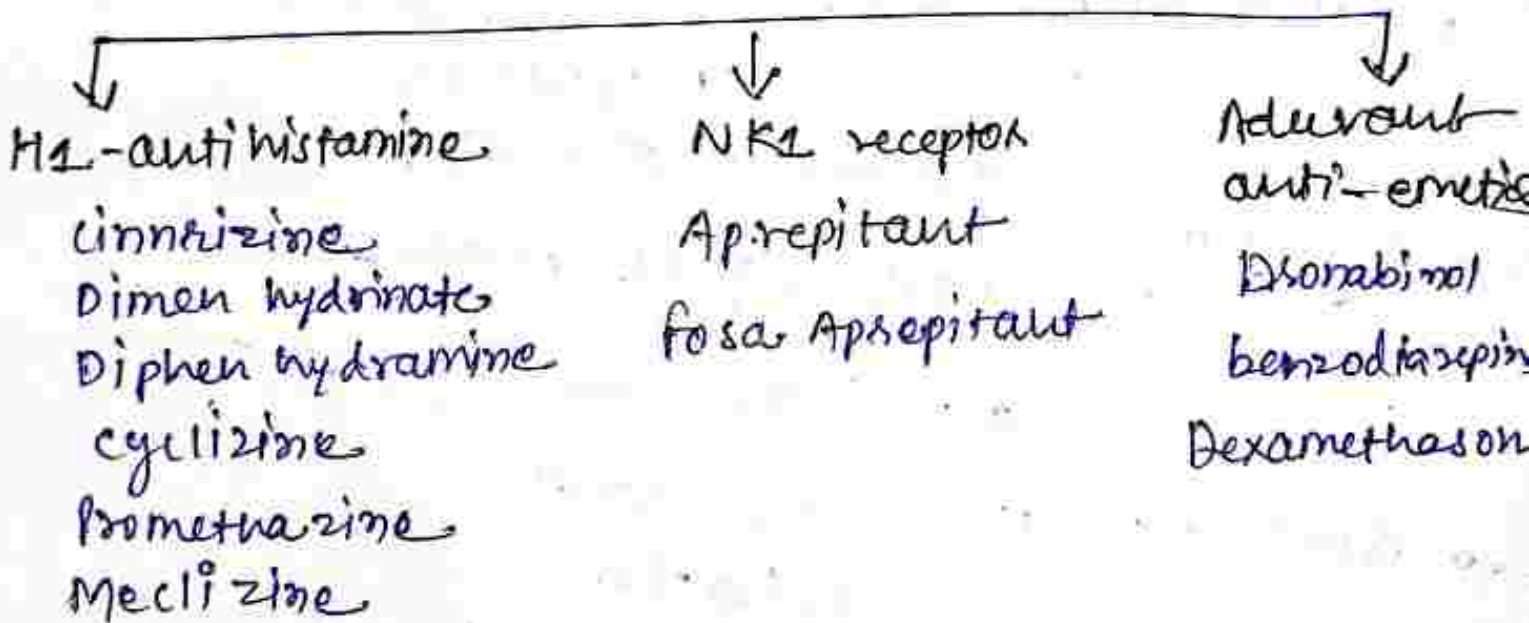 H1-antihistamine
cinnrizine
Dimen hydrinate
Diphen hydramine
cyclizine
Promethazine
Meclizine
NK1 receptor
Aprepitant
fosa Aprepitant
Aduvant
anti-emetic
Dronabinol
benzodiazepin
Dexamethason